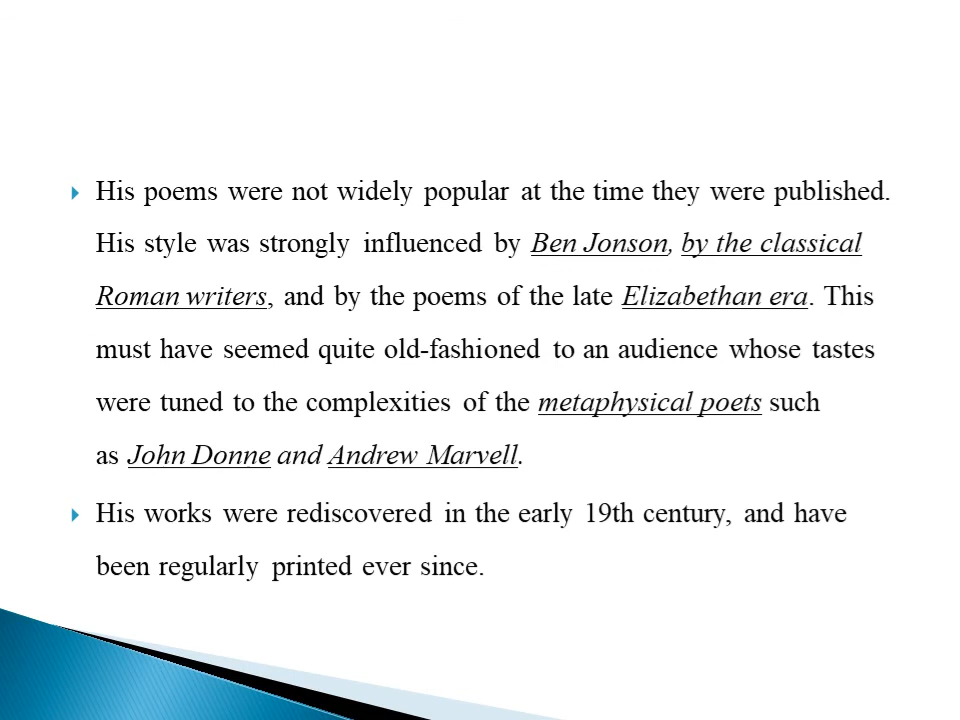 His poems were not widely popular at the time they were published.
His style was strongly influenced by Ben Jonson, by the classical
Roman writers, and by the poems of the late Elizabethan era. This
must have seemed quite old-fashioned to an audience whose tastes
were tuned to the complexities of the metaphysical poets such
as John Donne and Andrew Marvell.
His works were rediscovered in the early 19th century, and have
been regularly printed ever since.